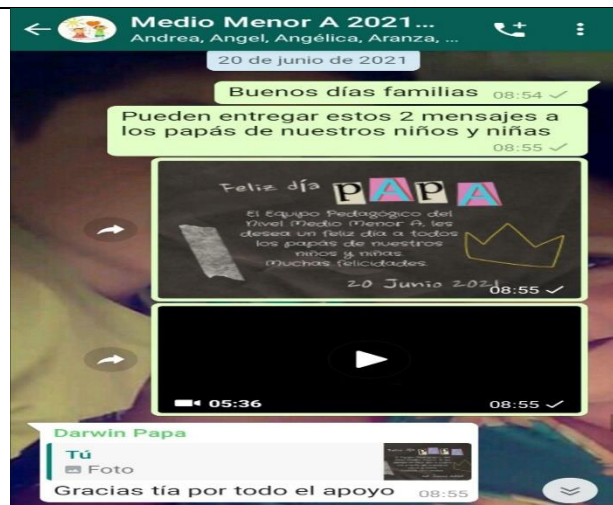 Medio Menor A 2021...
Andrea, Angel, Angélica, Aranza, ...
20 de junio de 2021
Buenos días familias 08:54
Pueden entregar estos 2 mensajes a
los papás de nuestros niños y niñas
08:55
Feliz día PAPA
El Equipo Pedagógico del
Nivel Medio Menor A, les
desea un feliz día a todos
los papás de nuestros
niños y niñas.
Muchas felicidades.
20 Junio 2021
08:55
05:36 08:55
Darwin Papa
Tú
Foto
Gracias tía por todo el apoyo 08:55